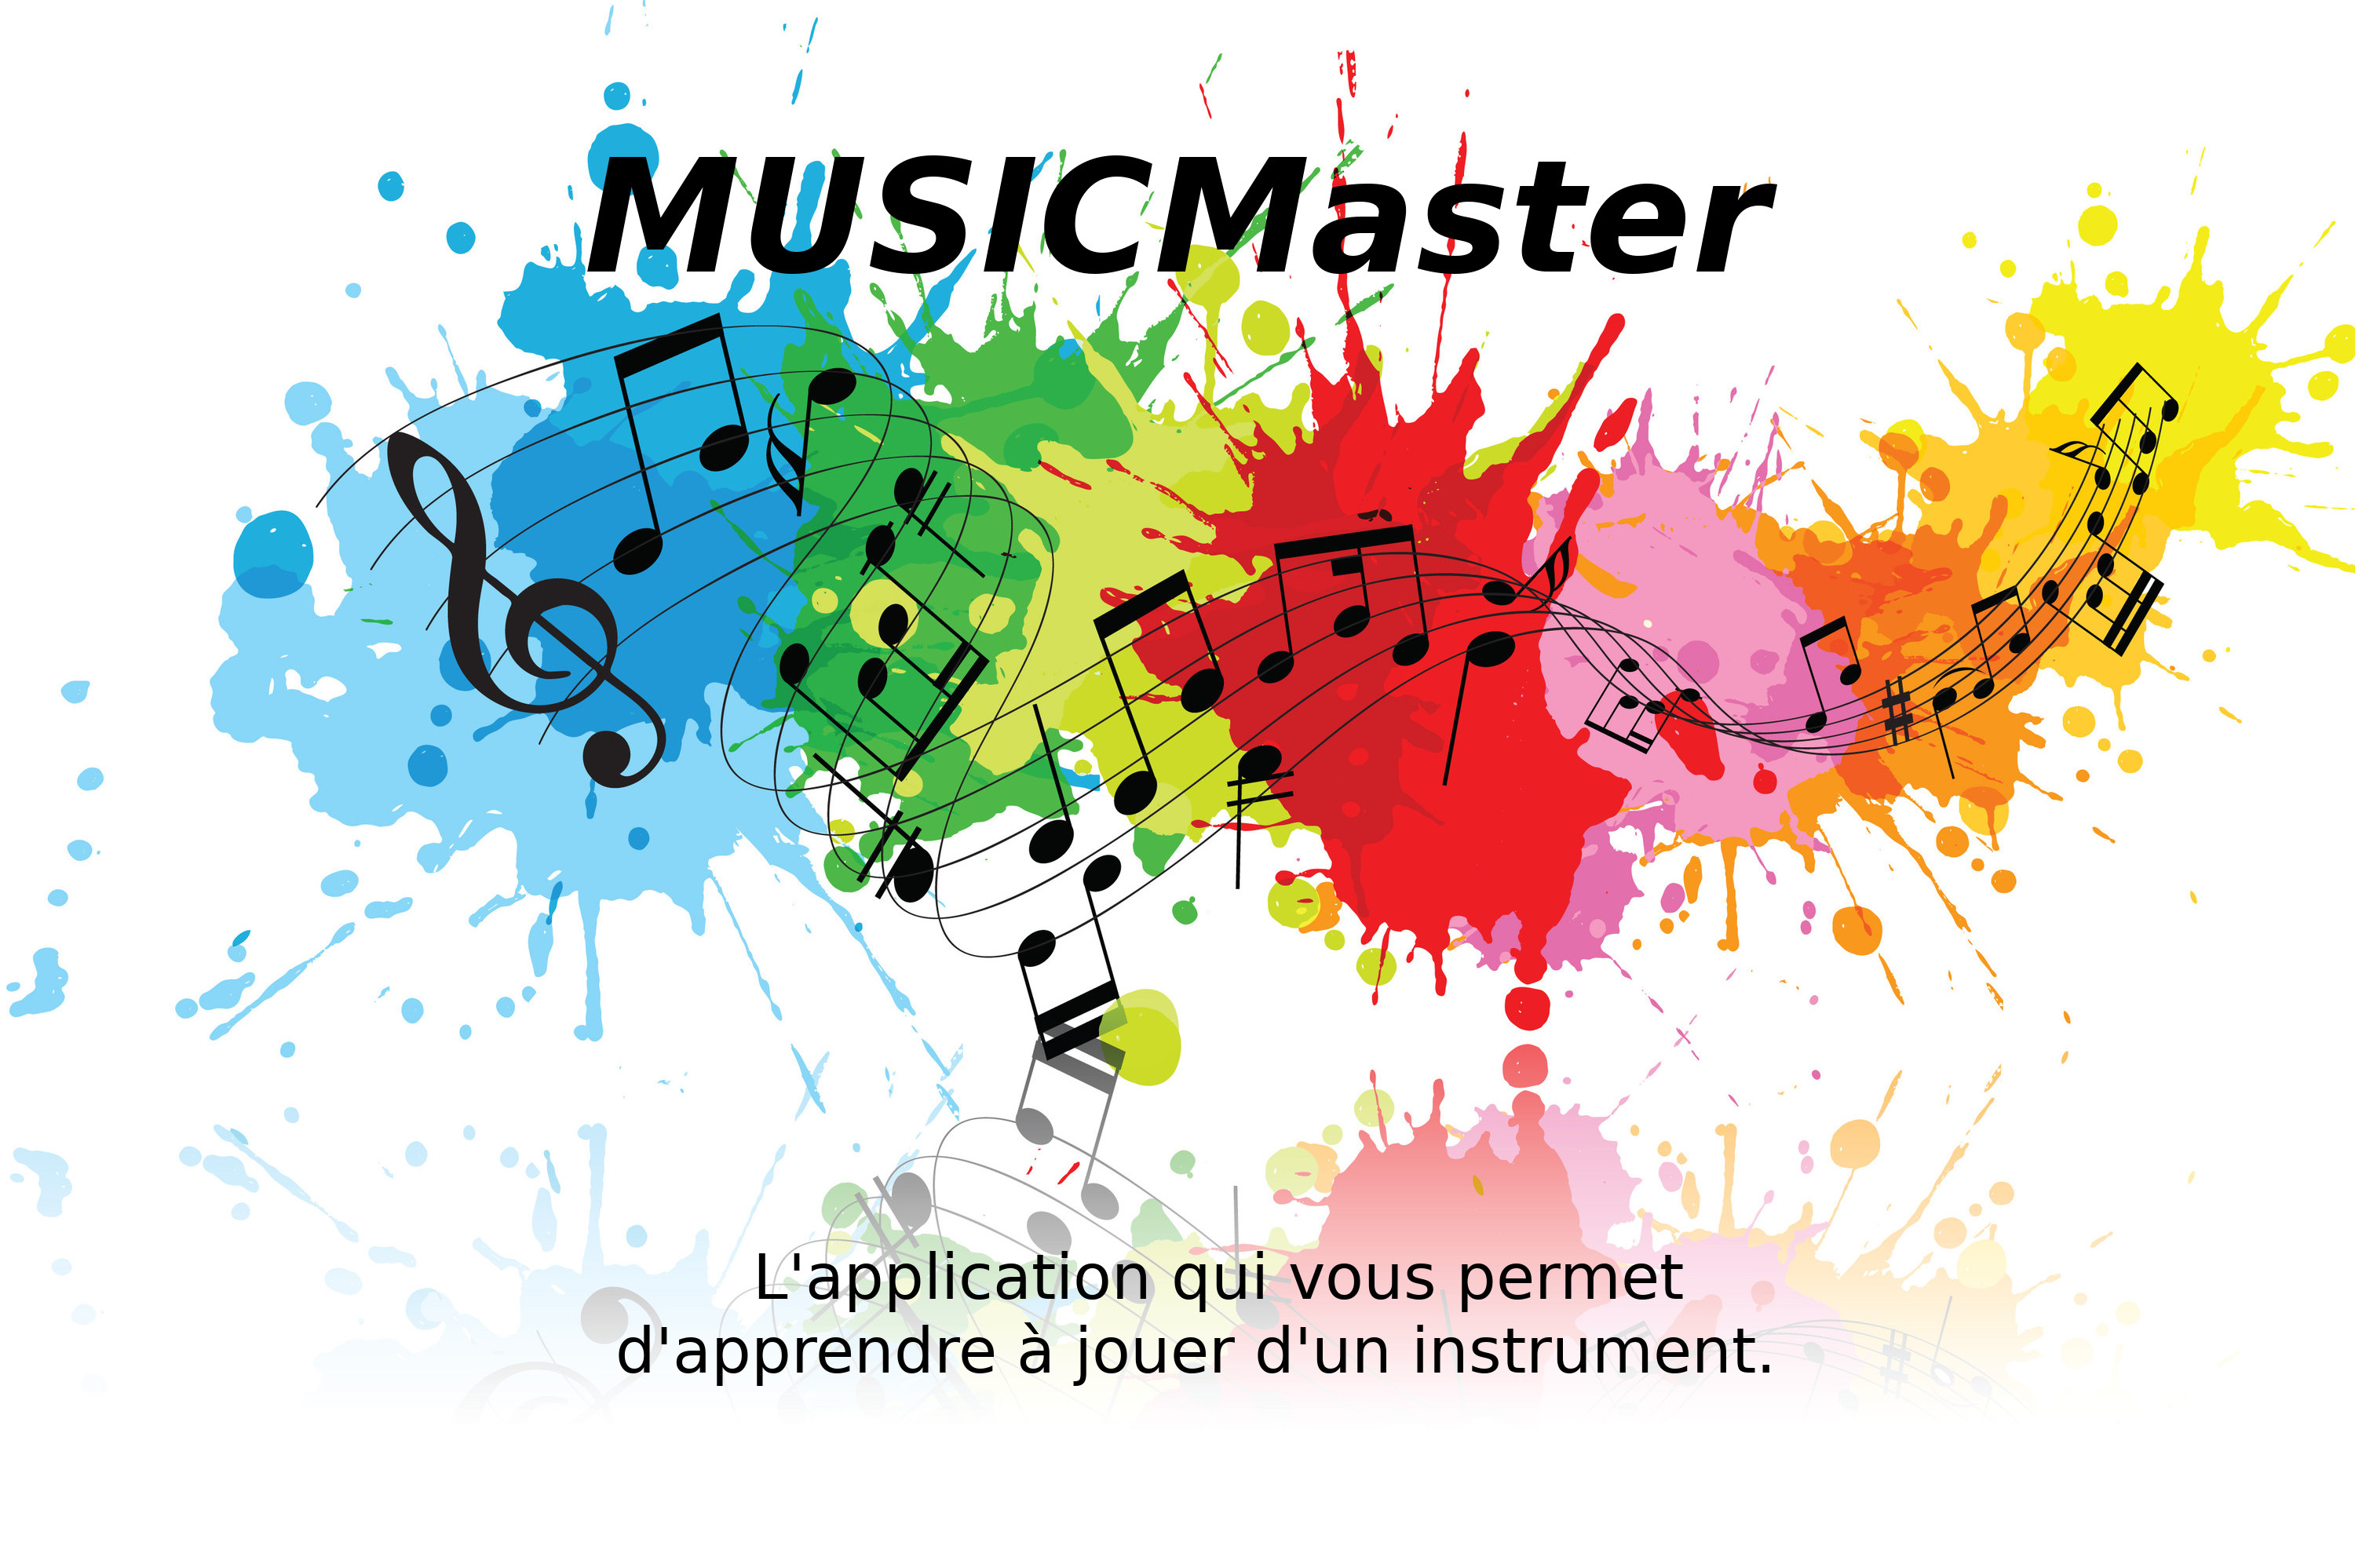 MUSICMaster
L'application qui vous permet
d'apprendre à jouer d'un instrument.